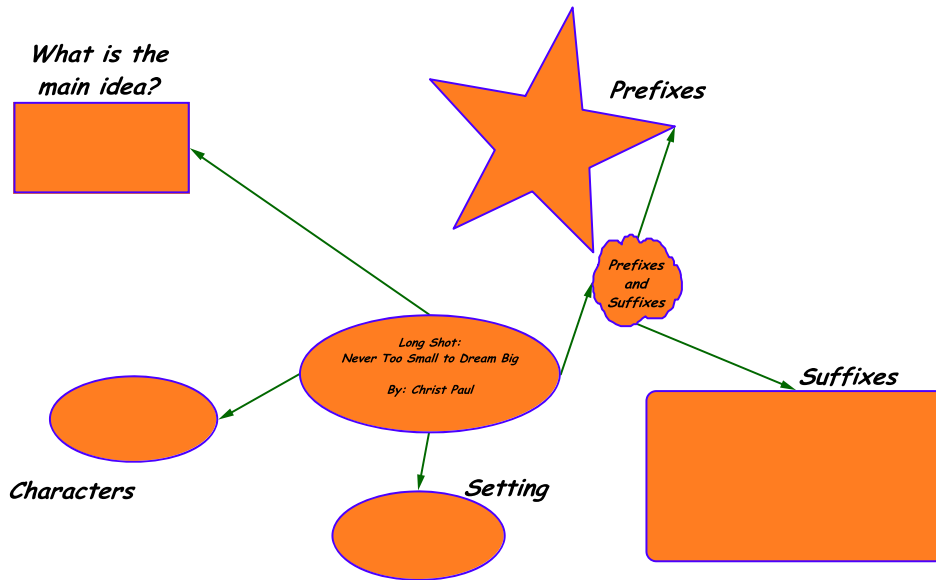 What is the
main idea?
Prefixes
Prefixes
and
Suffixes
Long Shot:
Never Too Small to Dream Big
By: Christ Paul
Suffixes
Characters
Setting